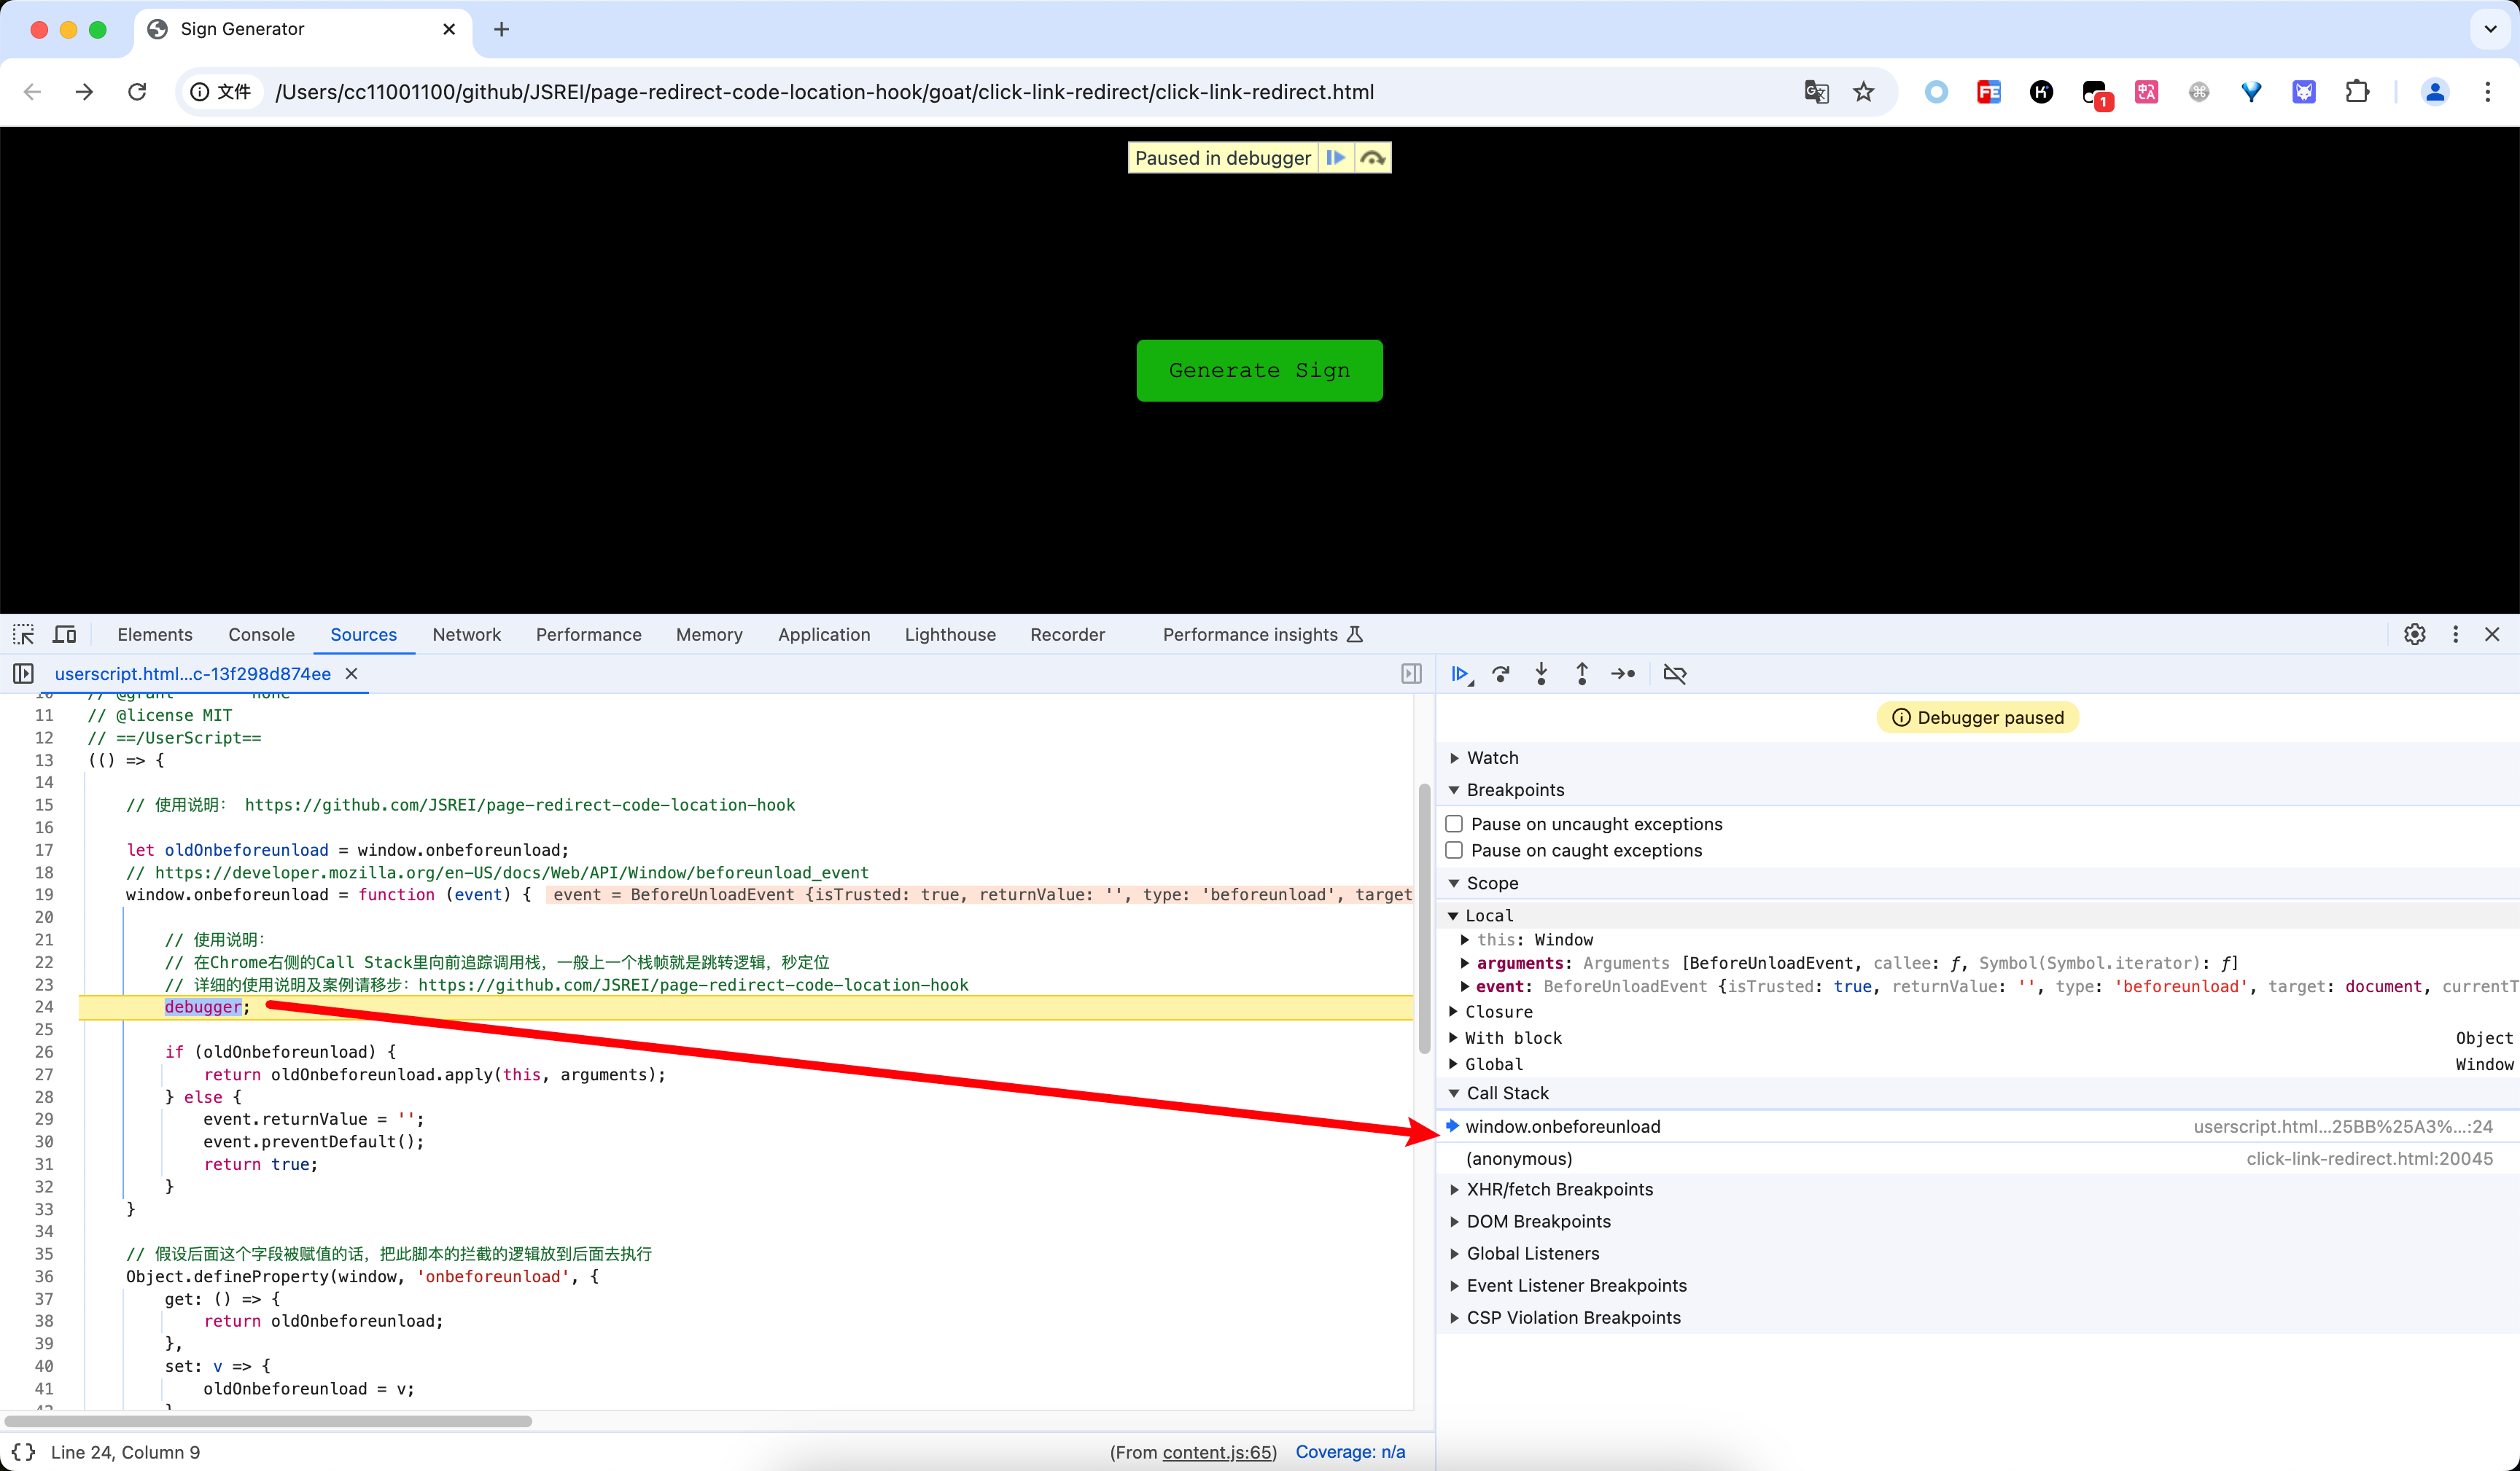 Sign Generator
文件
/Users/cc11001100/github/JSREI/page-redirect-code-location-hook/goat/click-link-redirect/click-link-redirect.html
FE
1
Paused in debugger
Generate Sign
Elements
Console
Sources
Network
Performance
Memory
Application
Lighthouse
Recorder
Performance insights
userscript.html...c-13f298d874ee
10 // @grant none
11 // @license MIT
12 // ==/UserScript==
13 (() => {
14
15 // 使用说明： https://github.com/JSREI/page-redirect-code-location-hook
16
17 let oldOnbeforeunload = window.onbeforeunload;
18 // https://developer.mozilla.org/en-US/docs/Web/API/Window/beforeunload_event
19 window.onbeforeunload = function (event) { event = BeforeUnloadEvent {isTrusted: true, returnValue: '', type: 'beforeunload', target
20
21 // 使用说明：
22 // 在Chrome右侧的Call Stack里向前追踪调用栈，一般上一个栈帧就是跳转逻辑，秒定位
23 // 详细的使用说明及案例请移步：https://github.com/JSREI/page-redirect-code-location-hook
24 debugger;
25
26 if (oldOnbeforeunload) {
27 return oldOnbeforeunload.apply(this, arguments);
28 } else {
29 event.returnValue = '';
30 event.preventDefault();
31 return true;
32 }
33 }
34
35 // 假设后面这个字段被赋值的话，把此脚本的拦截的逻辑放到后面去执行
36 Object.defineProperty(window, 'onbeforeunload', {
37 get: () => {
38 return oldOnbeforeunload;
39 },
40 set: v => {
41 oldOnbeforeunload = v;
{} Line 24, Column 9
(From content.js:65)
Coverage: n/a
Debugger paused
Watch
Breakpoints
Pause on uncaught exceptions
Pause on caught exceptions
Scope
Local
this: Window
arguments: Arguments [BeforeUnloadEvent, callee: ƒ, Symbol(Symbol.iterator): ƒ]
event: BeforeUnloadEvent {isTrusted: true, returnValue: '', type: 'beforeunload', target: document, currentT
Closure
With block Object
Global Window
Call Stack
window.onbeforeunload userscript.html...25BB%25A3%...:24
(anonymous) click-link-redirect.html:20045
XHR/fetch Breakpoints
DOM Breakpoints
Global Listeners
Event Listener Breakpoints
CSP Violation Breakpoints